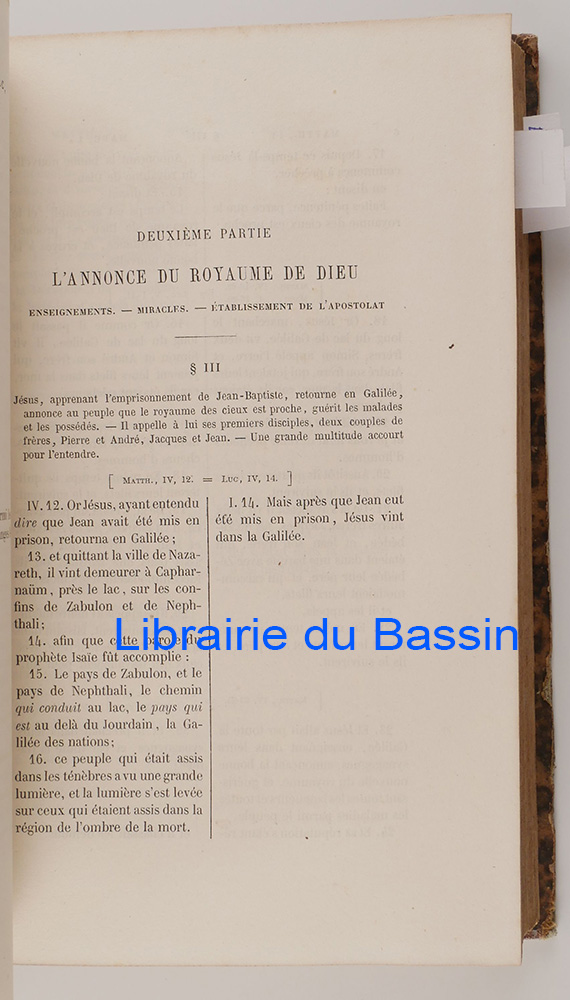 DEUXIÈME PARTIE
L'ANNONCE DU ROYAUME DE DIEU
ENSEIGNEMENTS. — MIRACLES. — ÉTABLISSEMENT DE L'APOSTOLAT
§ III
Jésus, apprenant l'emprisonnement de Jean-Baptiste, retourne en Galilée,
annonce au peuple que le royaume des cieux est proche, guérit les malades
et les possédés. — Il appelle à lui ses premiers disciples, deux couples de
frères, Pierre et André, Jacques et Jean. — Une grande multitude accourt
pour l'entendre.
[ MATTH., IV, 12. = LUC, IV, 14. ]
IV. 12. Or Jésus, ayant entendu
dire que Jean avait été mis en
prison, retourna en Galilée ;
13. et quittant la ville de Naza-
reth, il vint demeurer à Caphar-
naüm, près le lac, sur les con-
fins de Zabulon et de Neph-
thali ;
14. afin que cette parole du
prophète Isaïe fût accomplie :
15. Le pays de Zabulon, et le
pays de Nephthali, le chemin
qui conduit au lac, le pays qui
est au delà du Jourdain, la Ga-
lilée des nations ;
16. ce peuple qui était assis
dans les ténèbres a vu une grande
lumière, et la lumière s'est levée
sur ceux qui étaient assis dans la
région de l'ombre de la mort.
I. 14. Mais après que Jean eut
été mis en prison, Jésus vint
dans la Galilée.
Librairie du Bassin